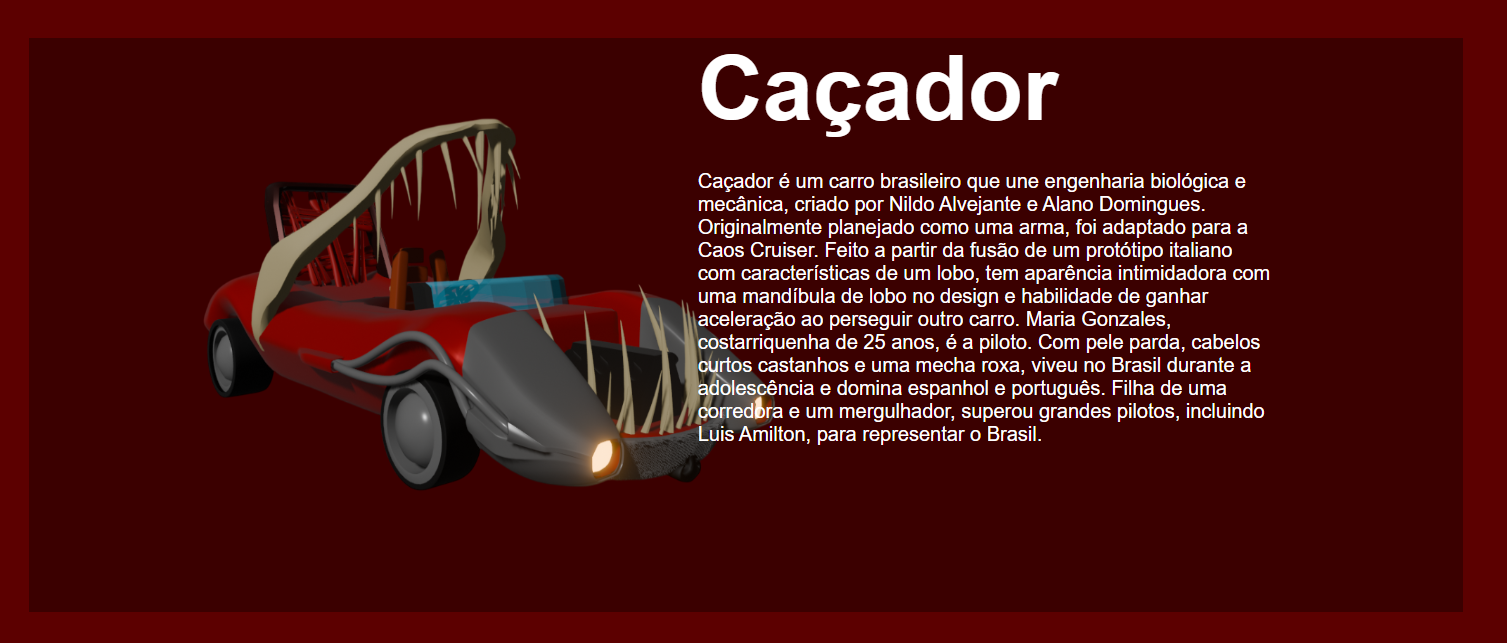 Caçador
Caçador é um carro brasileiro que une engenharia biológica e
mecânica, criado por Nildo Alvejante e Alano Domingues.
Originalmente planejado como uma arma, foi adaptado para a
Caos Cruiser. Feito a partir da fusão de um protótipo italiano
com características de um lobo, tem aparência intimidadora com
uma mandíbula de lobo no design e habilidade de ganhar
aceleração ao perseguir outro carro. Maria Gonzales,
costarriquenha de 25 anos, é a piloto. Com pele parda, cabelos
curtos castanhos e uma mecha roxa, viveu no Brasil durante a
adolescência e domina espanhol e português. Filha de uma
corredora e um mergulhador, superou grandes pilotos, incluindo
Luis Amilton, para representar o Brasil.